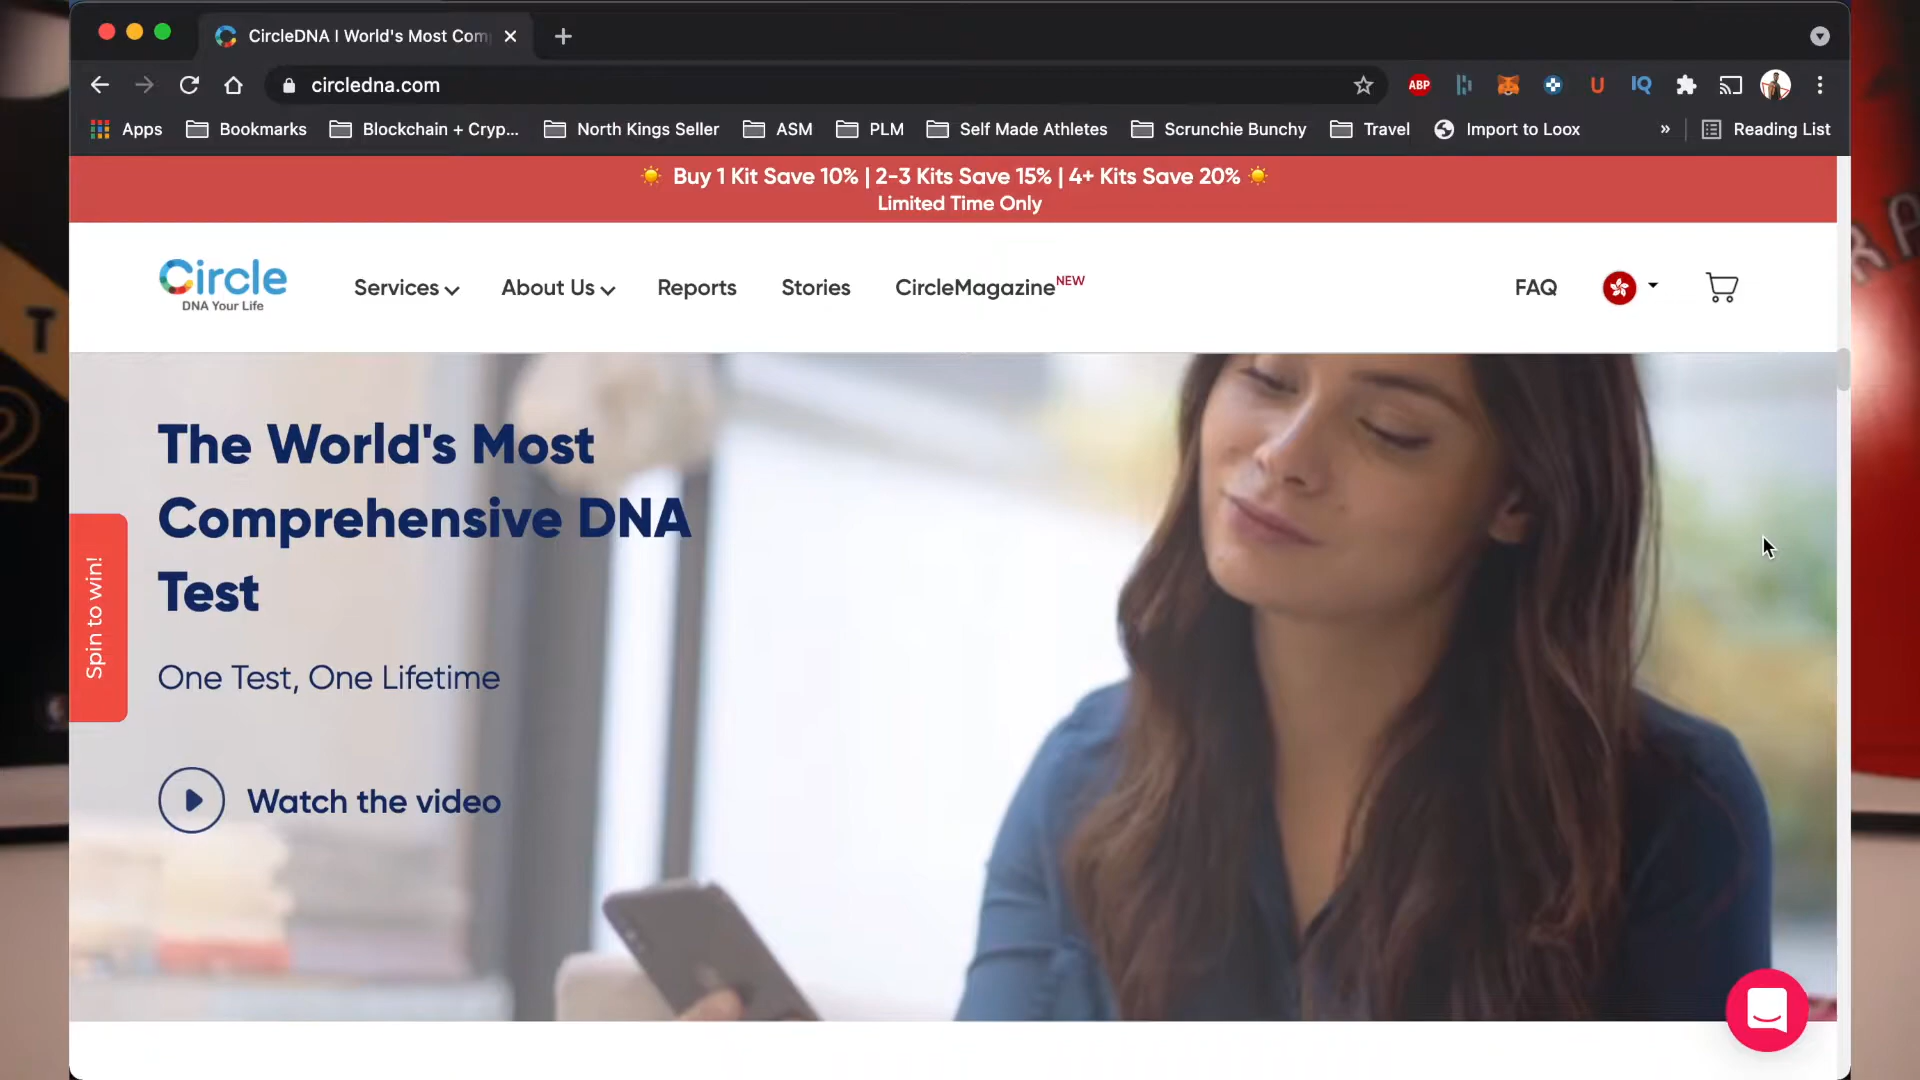 CircleDNA | World's Most Com
circledna.com
ABP
IQ
Apps
Bookmarks
Blockchain + Cryp...
North Kings Seller
ASM
PLM
Self Made Athletes
Scrunchie Bunchy
Travel
Import to Loox
»
Reading List
Buy 1 Kit Save 10% | 2-3 Kits Save 15% | 4+ Kits Save 20%
Limited Time Only
Circle
DNA Your Life
Services
About Us
Reports
Stories
CircleMagazine NEW
FAQ
The World's Most
Comprehensive DNA
Test
One Test, One Lifetime
Watch the video
Spin to win!